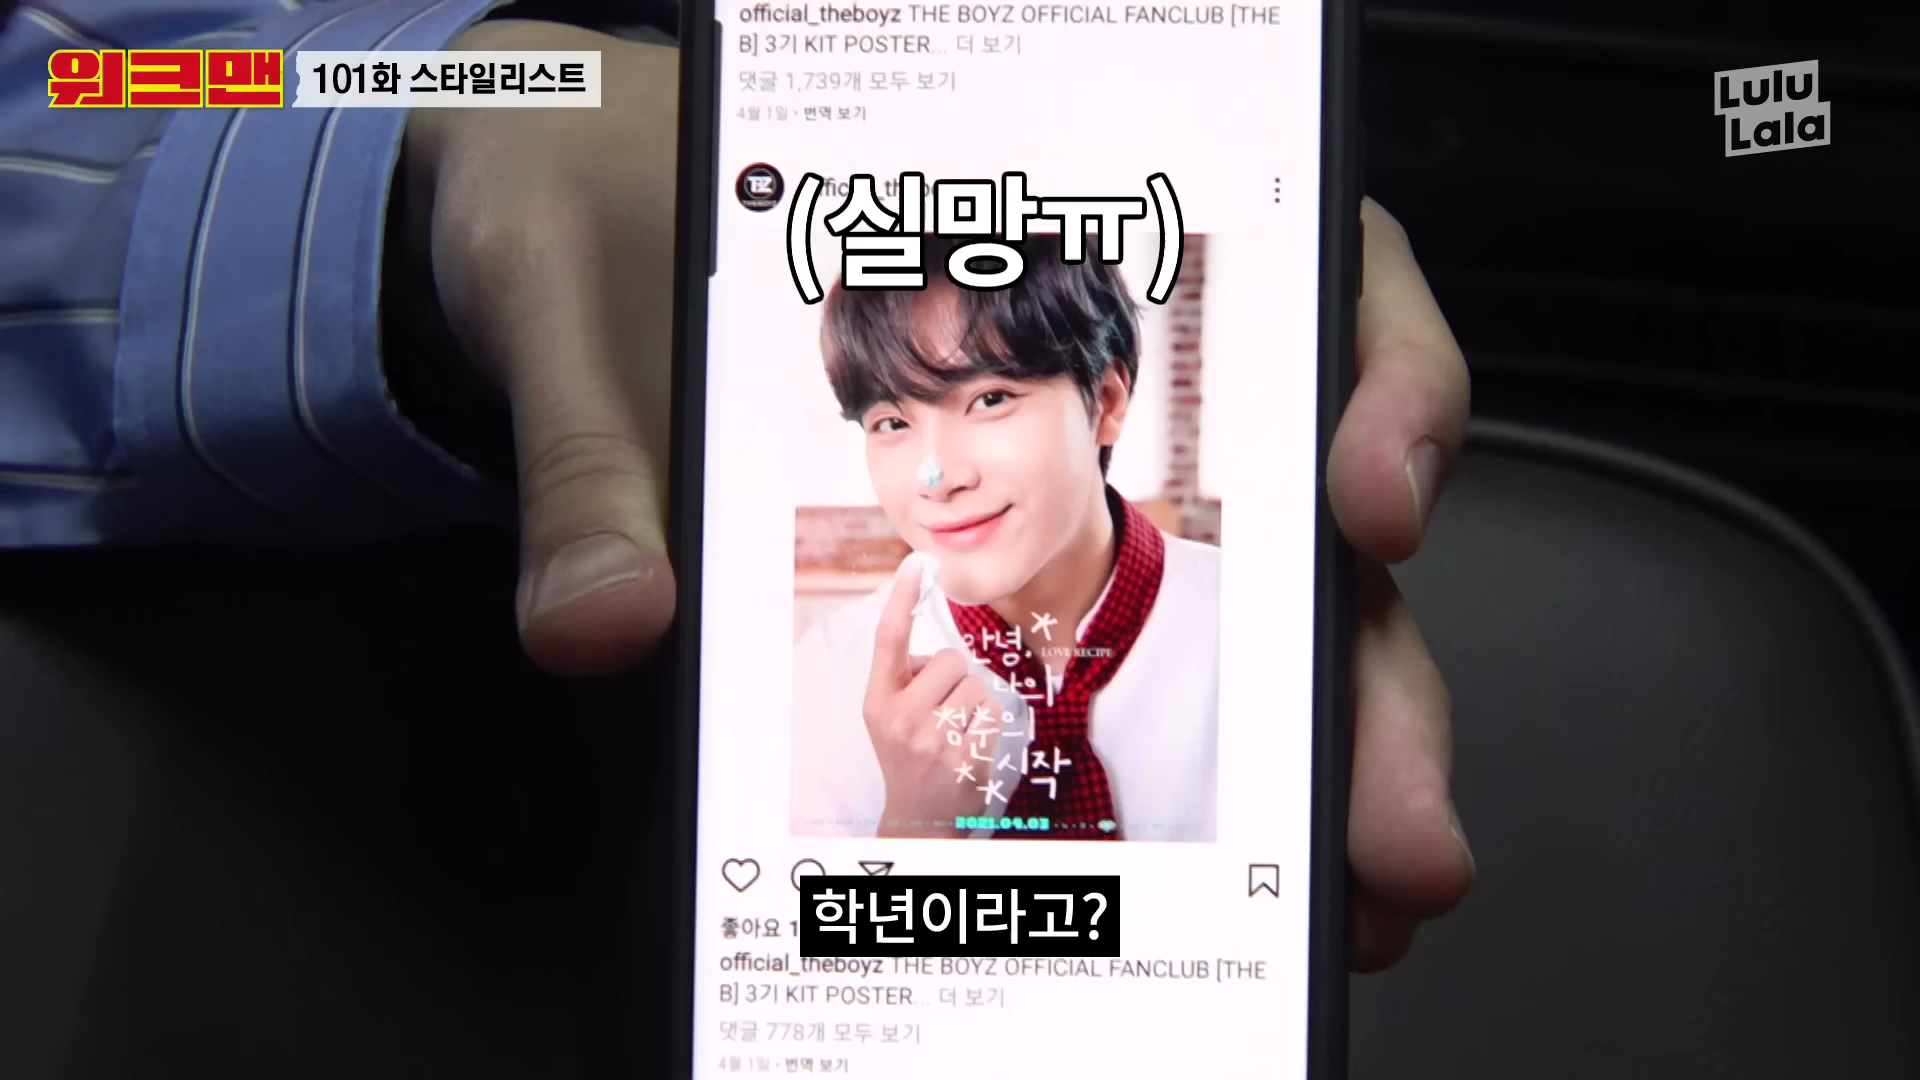 official_theboyz THE BOYZ OFFICIAL FANCLUB [THE
B] 3기 KIT POSTER... 더 보기
워크맨
101화 스타일리스트
Lulu
Lala
댓글 1,739개 모두 보기
4월 1일 · 번역 보기
TBZ
(실망ㅠ)
안녕,
LOVE RECIPE
나의
청춘의
시작
2021.04.03
학년이라고?
좋아요 1
official_theboyz THE BOYZ OFFICIAL FANCLUB [THE
B] 3기 KIT POSTER... 더 보기
댓글 778개 모두 보기
4월 1일 · 번역 보기